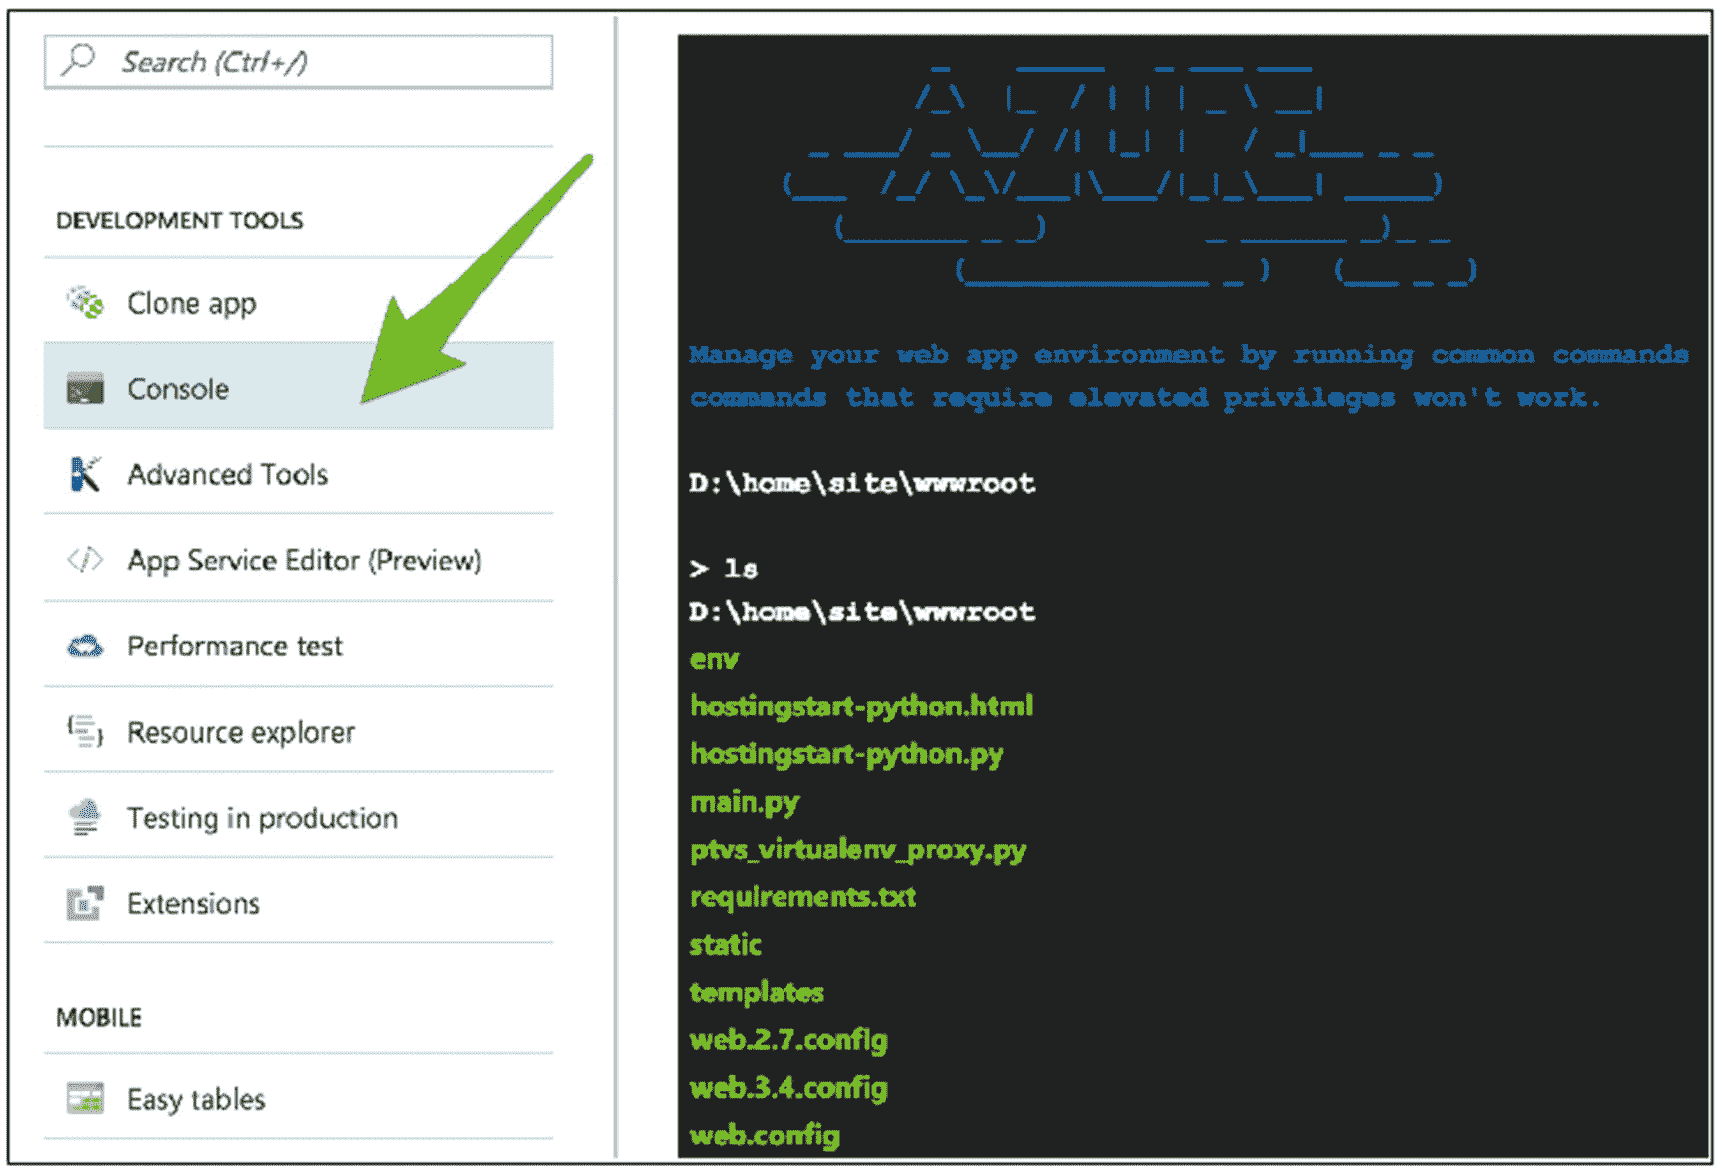 Search (Ctrl+/)
DEVELOPMENT TOOLS
Clone app
Console
Advanced Tools
App Service Editor (Preview)
Performance test
Resource explorer
Testing in production
Extensions
MOBILE
Easy tables
AZURE
Manage your web app environment by running common commands
commands that require elevated privileges won't work.
D:\home\site\wwwroot
> ls
D:\home\site\wwwroot
env
hostingstart-python.html
hostingstart-python.py
main.py
ptvs_virtualenv_proxy.py
requirements.txt
static
templates
web.2.7.config
web.3.4.config
web.config